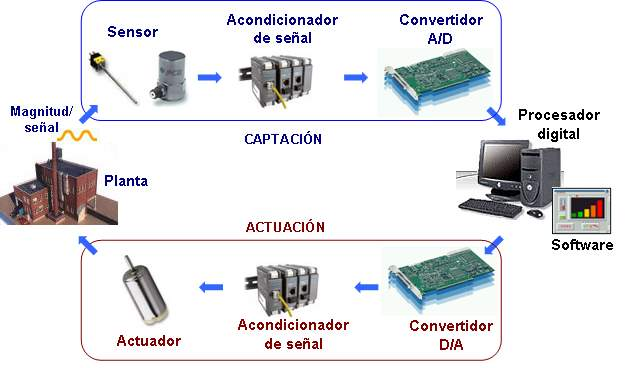 Sensor
Acondicionador
de señal
Convertidor
A/D
Magnitud/
señal
CAPTACIÓN
Procesador
digital
Planta
Software
ACTUACIÓN
Actuador
Acondicionador
de señal
Convertidor
D/A